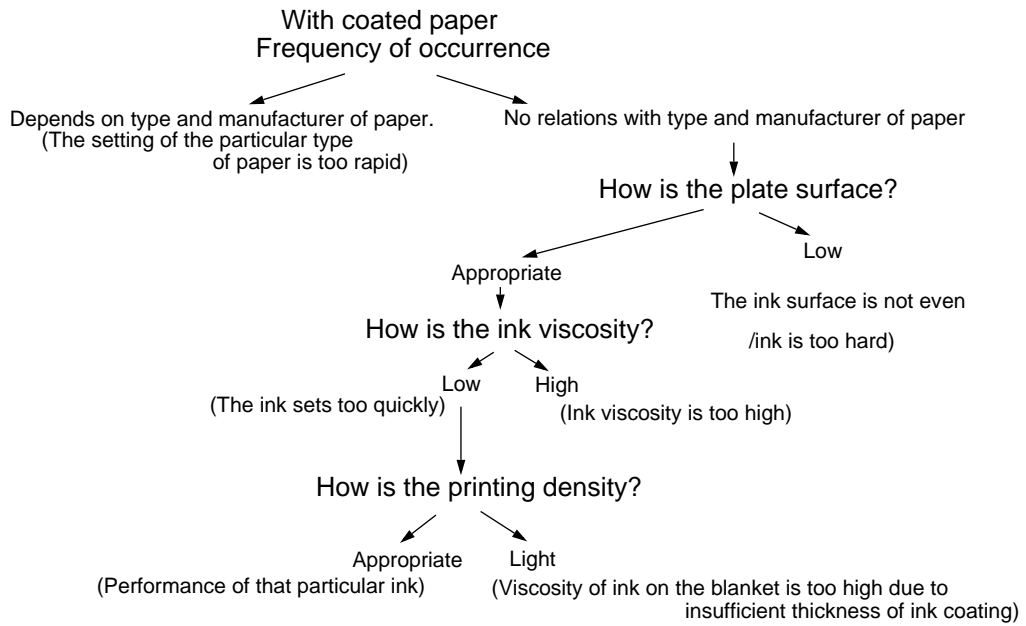 With coated paper
Frequency of occurrence
Depends on type and manufacturer of paper.
(The setting of the particular type
of paper is too rapid)
No relations with type and manufacturer of paper
How is the plate surface?
Low
Appropriate
The ink surface is not even
/ink is too hard)
How is the ink viscosity?
Low
High
(The ink sets too quickly)
(Ink viscosity is too high)
How is the printing density?
Appropriate
Light
(Performance of that particular ink)
(Viscosity of ink on the blanket is too high due to
insufficient thickness of ink coating)